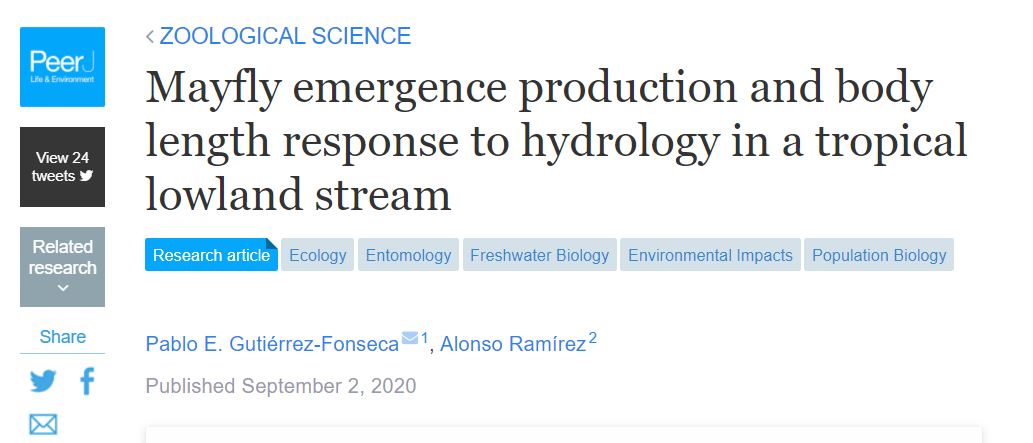 PeerJ
Life & Environment
View 24
tweets
Related
research
Share
ZOOLOGICAL SCIENCE
Mayfly emergence production and body
length response to hydrology in a tropical
lowland stream
Research article Ecology Entomology Freshwater Biology Environmental Impacts Population Biology
Pablo E. Gutiérrez-Fonseca 1, Alonso Ramírez 2
Published September 2, 2020